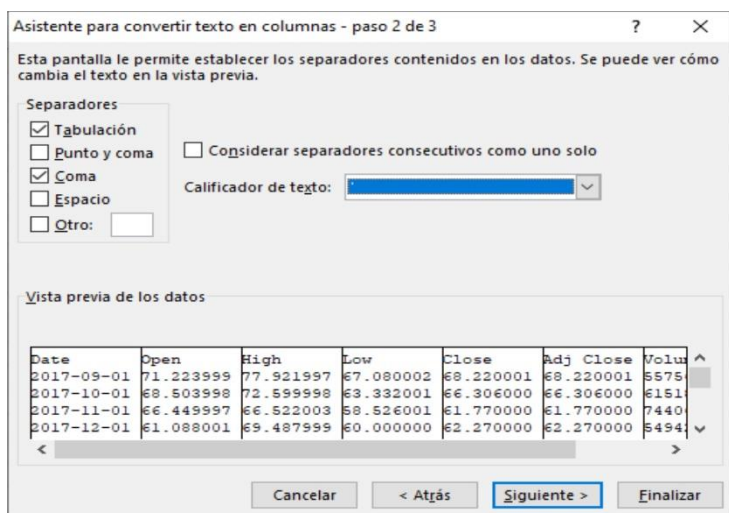 Asistente para convertir texto en columnas - paso 2 de 3 ? X
Esta pantalla le permite establecer los separadores contenidos en los datos. Se puede ver cómo
cambia el texto en la vista previa.
Separadores
Tabulación
Punto y coma
Coma
Espacio
Otro:
Considerar separadores consecutivos como uno solo
Calificador de texto: '
Vista previa de los datos
Date Open High Low Close Adj Close
2017-09-01 71.223999 77.921997 67.080002 68.220001 68.220001
2017-10-01 68.503998 72.599998 63.332001 66.306000 66.306000
2017-11-01 66.449997 66.522003 58.526001 61.770000 61.770000
2017-12-01 61.088001 69.487999 60.000000 62.270000 62.270000
Cancelar < Atrás Siguiente > Finalizar